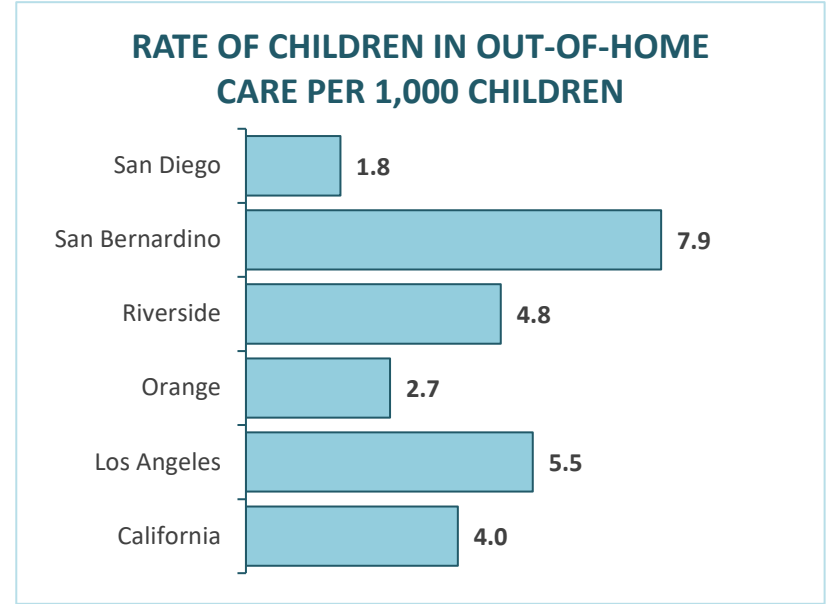 RATE OF CHILDREN IN OUT-OF-HOME
CARE PER 1,000 CHILDREN
San Diego 1.8
San Bernardino 7.9
Riverside 4.8
Orange 2.7
Los Angeles 5.5
California 4.0